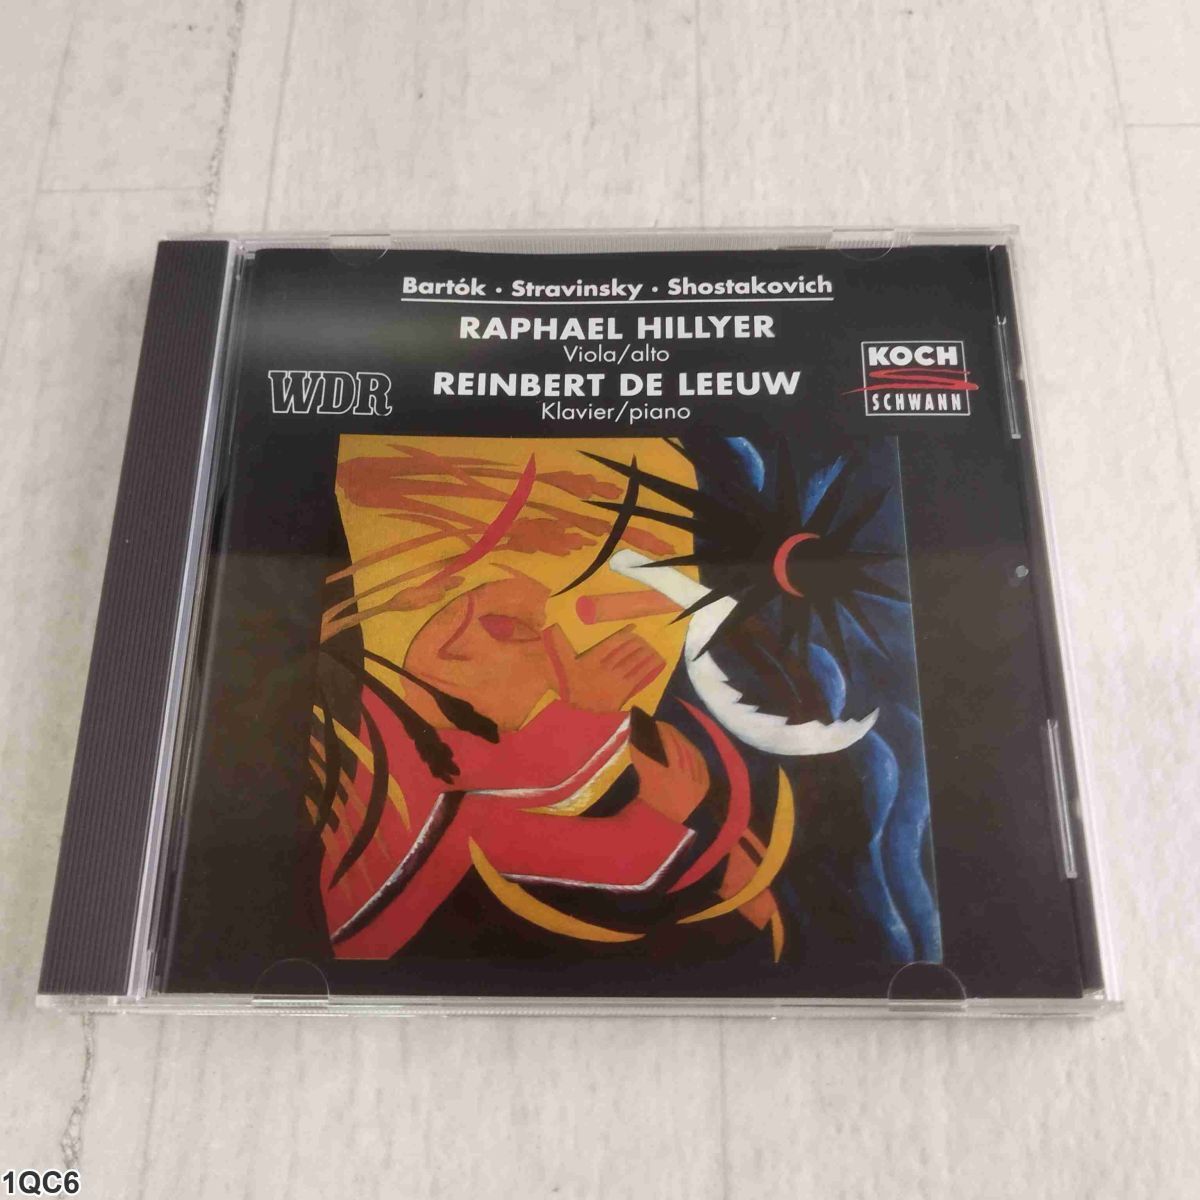 Bartók · Stravinsky · Shostakovich
RAPHAEL HILLYER
Viola/alto
REINBERT DE LEEUW
Klavier/piano
WDR
KOCH
SCHWANN
1QC6